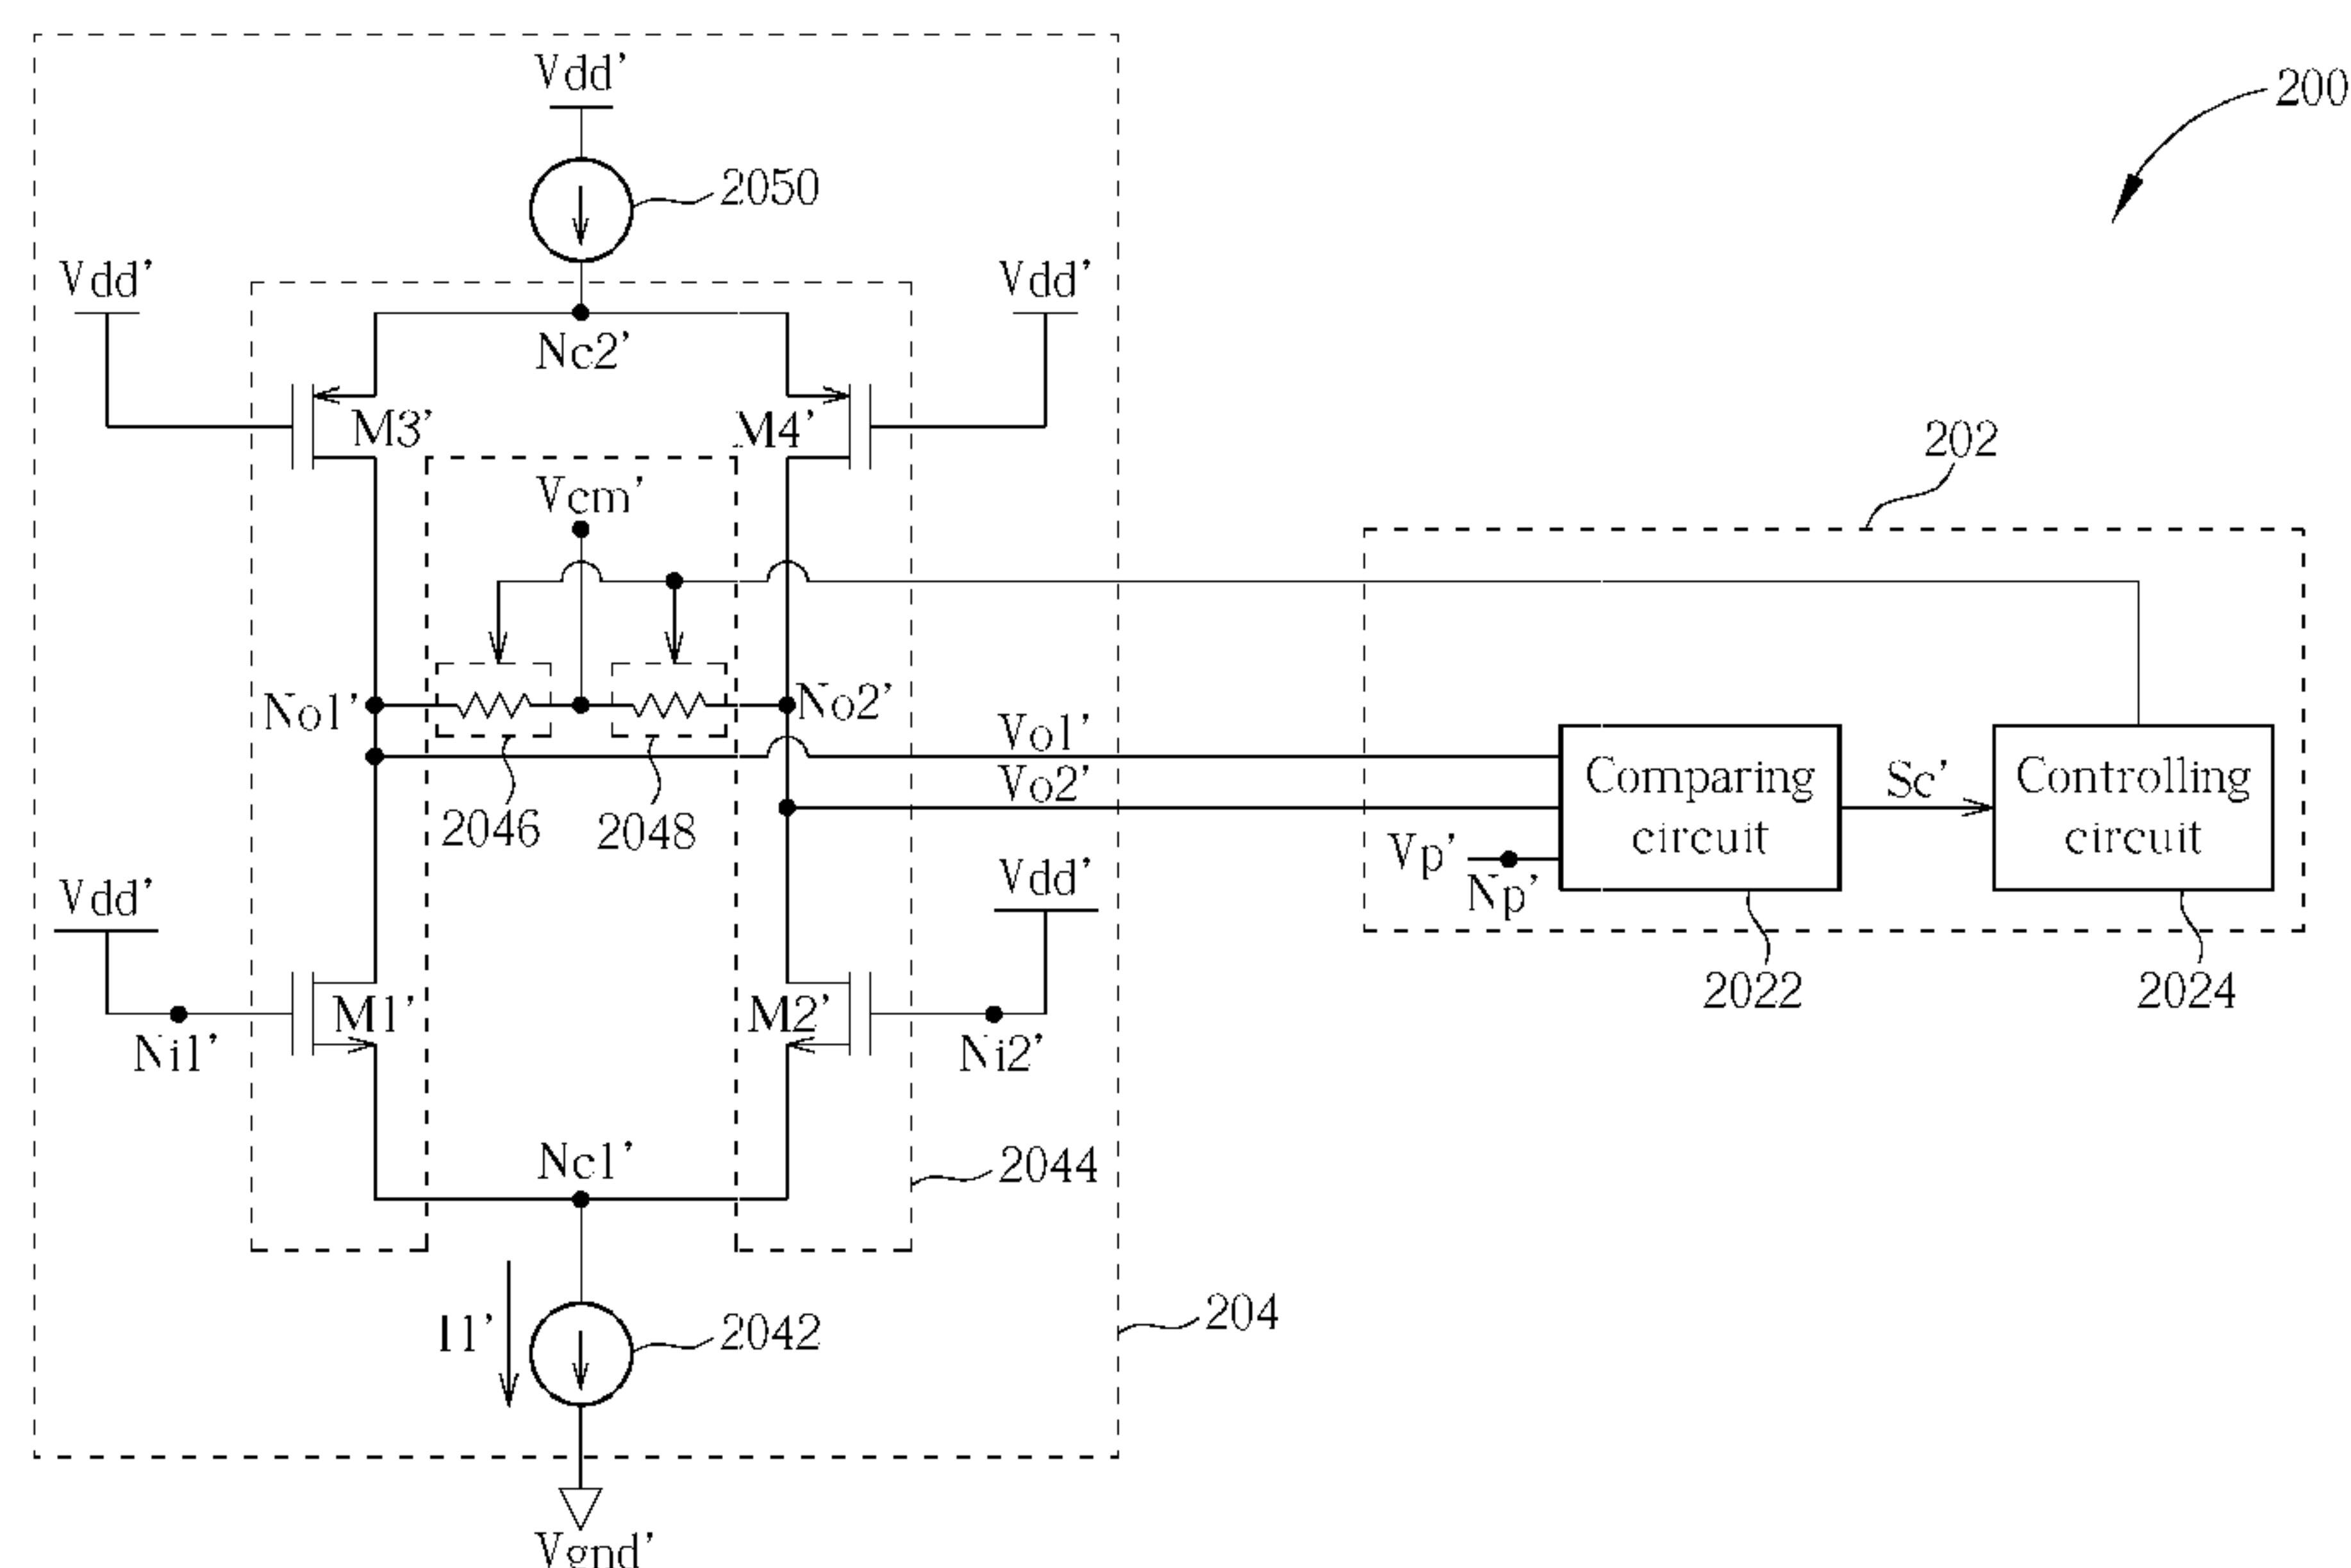 Vdd'
200
2050
Vdd'
Vdd'
Nc2'
M3'
M4'
202
Vcm'
No1'
No2'
Vo1'
Vo2'
2046
2048
Comparing
circuit
Sc'
Controlling
circuit
Vp'
Np'
Vdd'
Vdd'
2022
2024
M1'
M2'
Ni1'
Ni2'
Nc1'
2044
I1'
2042
204
Vgnd'